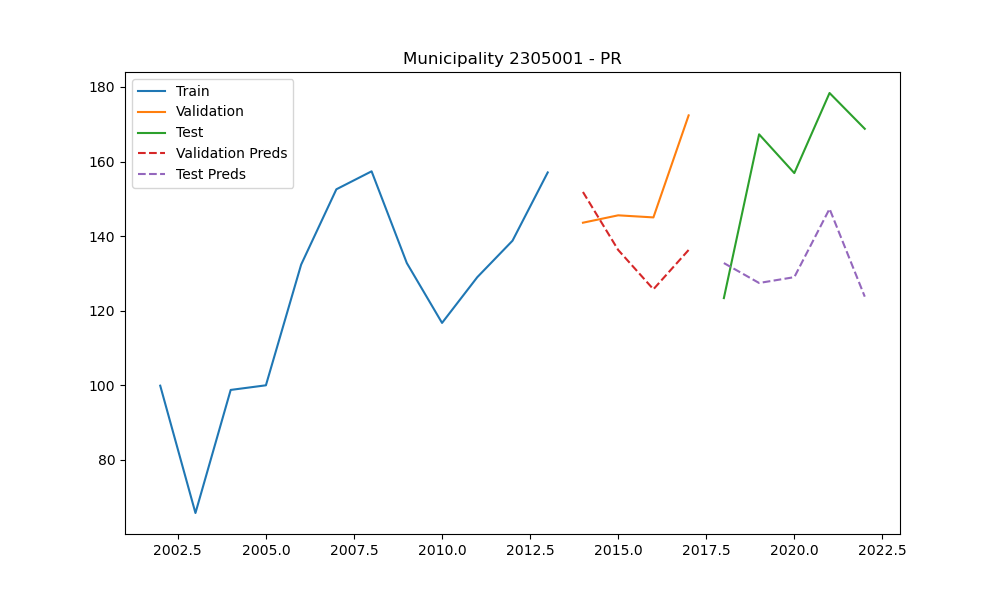 Municipality 2305001 - PR
Train
Validation
Test
Validation Preds
Test Preds
180
160
140
120
100
80
2002.5 2005.0 2007.5 2010.0 2012.5 2015.0 2017.5 2020.0 2022.5